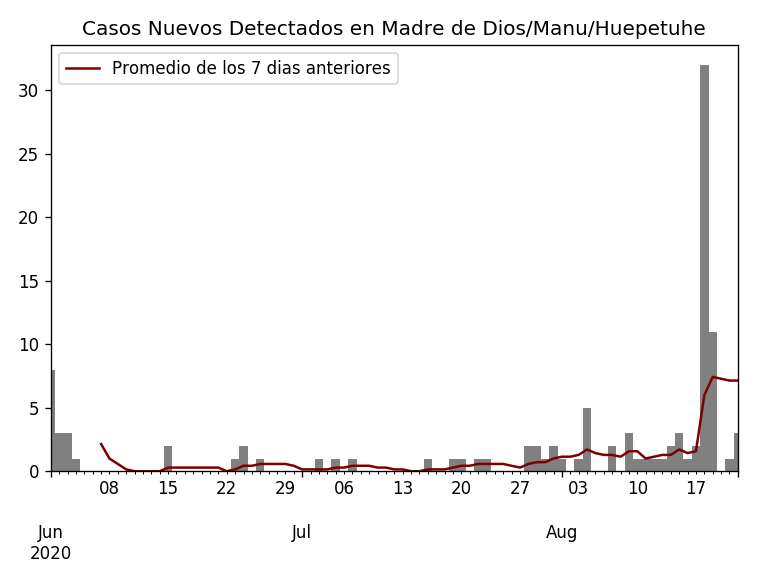 Casos Nuevos Detectados en Madre de Dios/Manu/Huepetuhe
Promedio de los 7 dias anteriores
30
25
20
15
10
5
0
08 15 22 29 06 13 20 27 03 10 17
Jun Jul Aug
2020